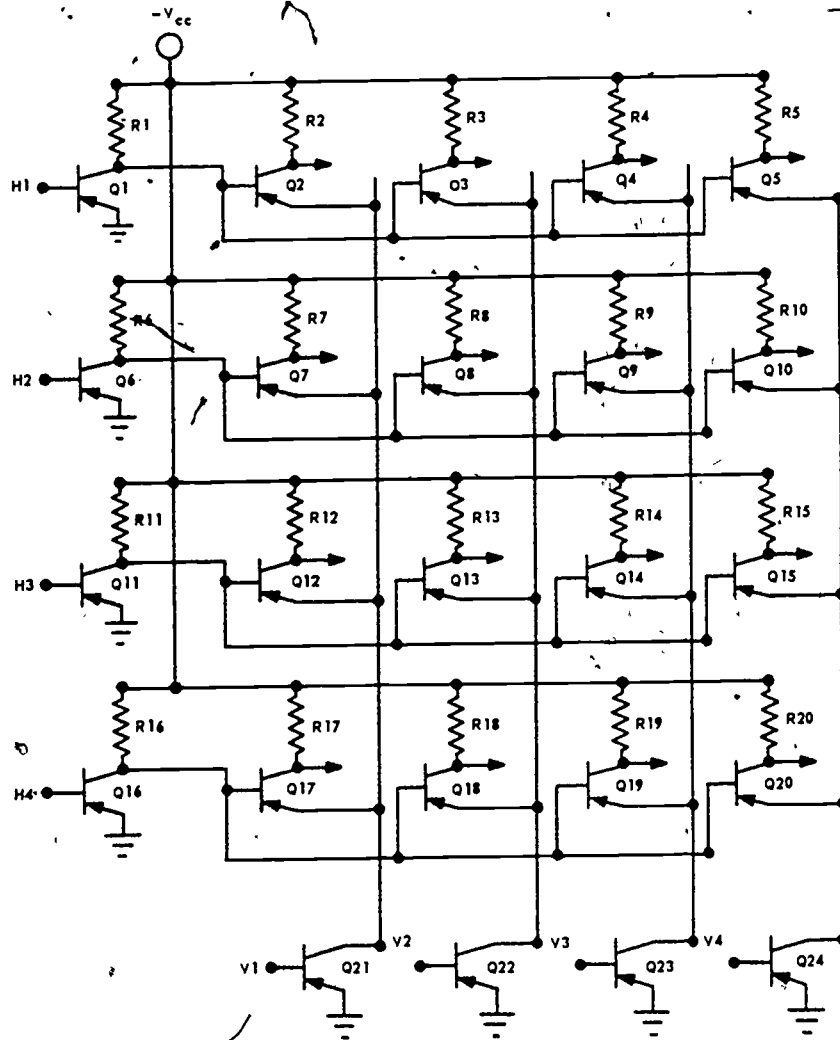 -Vcc
R1 R2 R3 R4 R5
H1 Q1 Q2 Q3 Q4 Q5
R6 R7 R8 R9 R10
H2 Q6 Q7 Q8 Q9 Q10
R11 R12 R13 R14 R15
H3 Q11 Q12 Q13 Q14 Q15
R16 R17 R18 R19 R20
H4 Q16 Q17 Q18 Q19 Q20
V1 Q21 V2 Q22 V3 Q23 V4 Q24